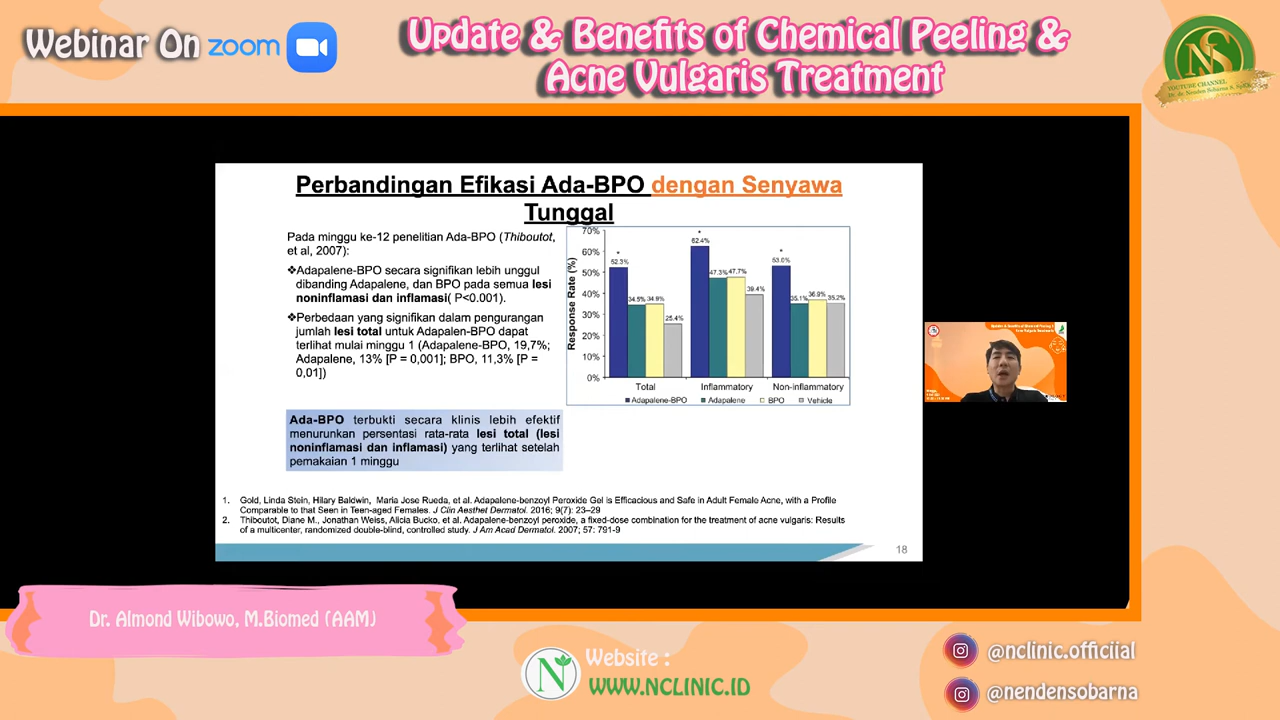 Webinar On zoom
Update & Benefits of Chemical Peeling &
Acne Vulgaris Treatment
NS
YOUTUBE CHANNEL
Perbandingan Efikasi Ada-BPO dengan Senyawa
Tunggal
Pada minggu ke-12 penelitian Ada-BPO (Thiboutot,
et al, 2007):
❖Adapalene-BPO secara signifikan lebih unggul
dibanding Adapalene, dan BPO pada semua lesi
noninflamasi dan inflamasi( P<0.001).
❖Perbedaan yang signifikan dalam pengurangan
jumlah lesi total untuk Adapalen-BPO dapat
terlihat mulai minggu 1 (Adapalene-BPO, 19,7%;
Adapalene, 13% [P = 0,001]; BPO, 11,3% [P =
0,01])
Response Rate (%)
70%
60%
50%
40%
30%
20%
10%
0%
* 52.3% 34.5% 34.9% 25.4%
* 62.4% 47.3% 47.7% 39.4%
* 53.0% 35.1% 36.9% 35.2%
Total Inflammatory Non-inflammatory
Adapalene-BPO Adapalene BPO Vehicle
Ada-BPO terbukti secara klinis lebih efektif
menurunkan persentasi rata-rata lesi total (lesi
noninflamasi dan inflamasi) yang terlihat setelah
pemakaian 1 minggu
1. Gold, Linda Stein, Hilary Baldwin, Maria Jose Rueda, et al. Adapalene-benzoyl Peroxide Gel is Efficacious and Safe in Adult Female Acne, with a Profile
Comparable to that Seen in Teen-aged Females. J Clin Aesthet Dermatol. 2016; 9(7): 23–29
2. Thiboutot, Diane M., Jonathan Weiss, Alicia Bucko, et al. Adapalene-benzoyl peroxide, a fixed-dose combination for the treatment of acne vulgaris: Results
of a multicenter, randomized double-blind, controlled study. J Am Acad Dermatol. 2007; 57: 791-9
18
Dr. Almond Wibowo, M.Biomed (AAM)
N
Website :
WWW.NCLINIC.ID
@nclinic.officiial
@nendensobarna